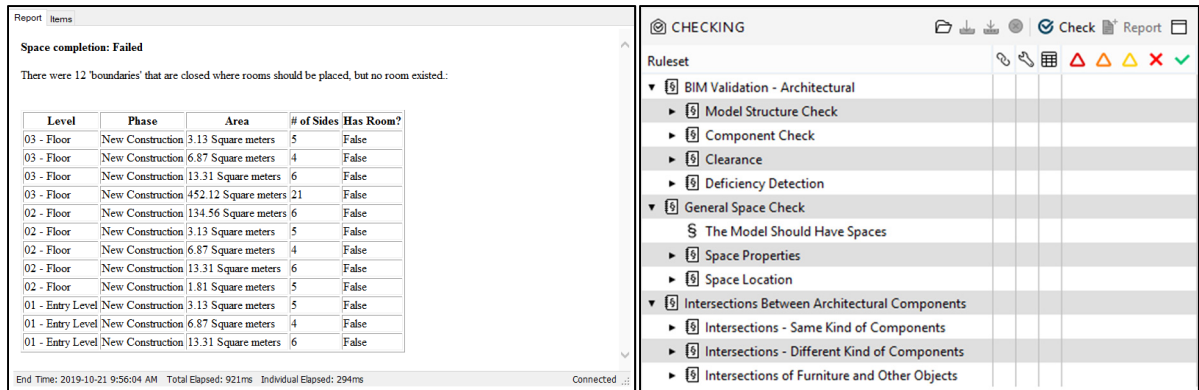 Report Items
Space completion: Failed
There were 12 'boundaries' that are closed where rooms should be placed, but no room existed.:
Level Phase Area # of Sides Has Room?
03 - Floor New Construction 3.13 Square meters 5 False
03 - Floor New Construction 6.87 Square meters 4 False
03 - Floor New Construction 13.31 Square meters 6 False
03 - Floor New Construction 452.12 Square meters 21 False
02 - Floor New Construction 134.56 Square meters 6 False
02 - Floor New Construction 3.13 Square meters 5 False
02 - Floor New Construction 6.87 Square meters 4 False
02 - Floor New Construction 13.31 Square meters 6 False
02 - Floor New Construction 1.81 Square meters 5 False
01 - Entry Level New Construction 3.13 Square meters 5 False
01 - Entry Level New Construction 6.87 Square meters 4 False
01 - Entry Level New Construction 13.31 Square meters 6 False
End Time: 2019-10-21 9:56:04 AM Total Elapsed: 921ms Individual Elapsed: 294ms Connected
CHECKING Check Report
Ruleset
§ BIM Validation - Architectural
§ Model Structure Check
§ Component Check
§ Clearance
§ Deficiency Detection
§ General Space Check
§ The Model Should Have Spaces
§ Space Properties
§ Space Location
§ Intersections Between Architectural Components
§ Intersections - Same Kind of Components
§ Intersections - Different Kind of Components
§ Intersections of Furniture and Other Objects